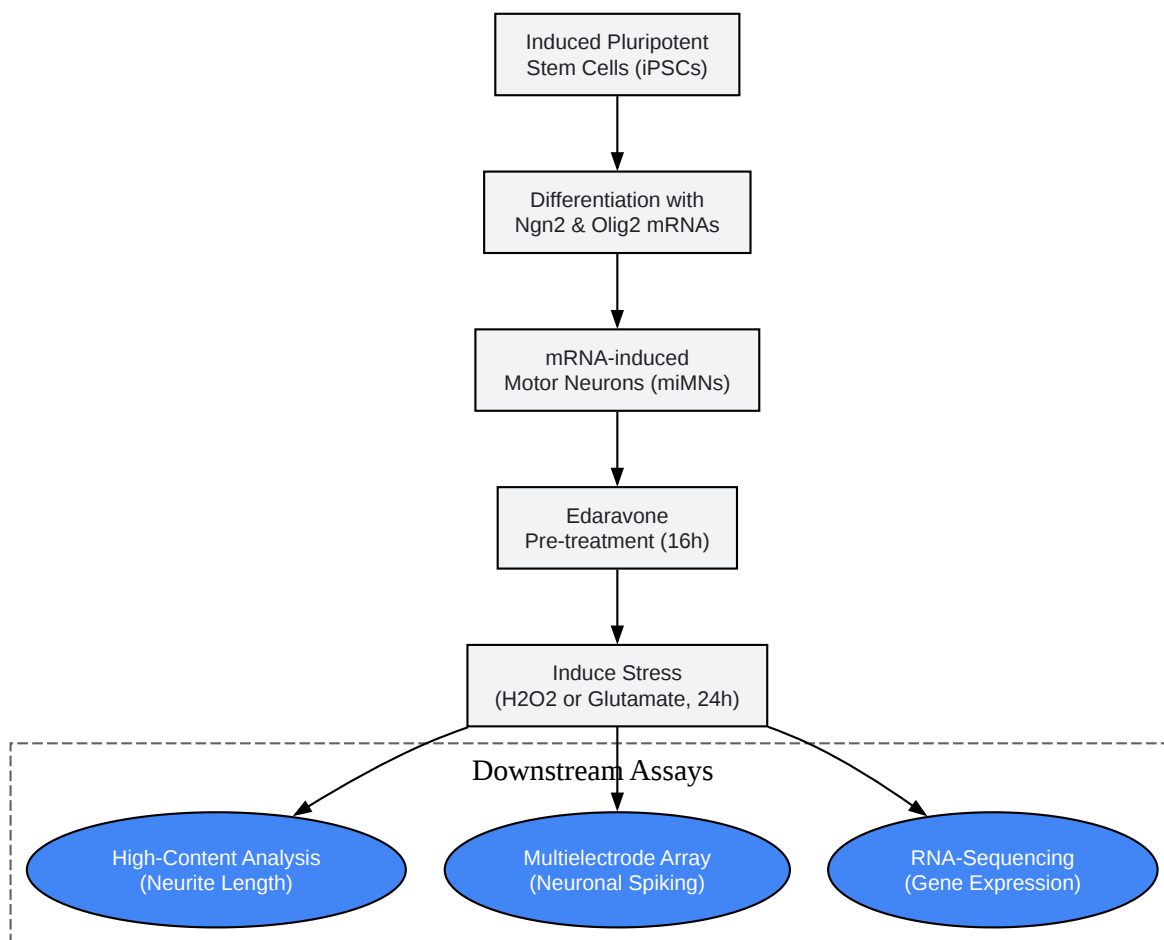 Induced Pluripotent
Stem Cells (iPSCs)
Differentiation with
Ngn2 & Olig2 mRNAs
mRNA-induced
Motor Neurons (miMNs)
Edaravone
Pre-treatment (16h)
Induce Stress
(H2O2 or Glutamate, 24h)
Downstream Assays
High-Content Analysis
(Neurite Length)
Multielectrode Array
(Neuronal Spiking)
RNA-Sequencing
(Gene Expression)